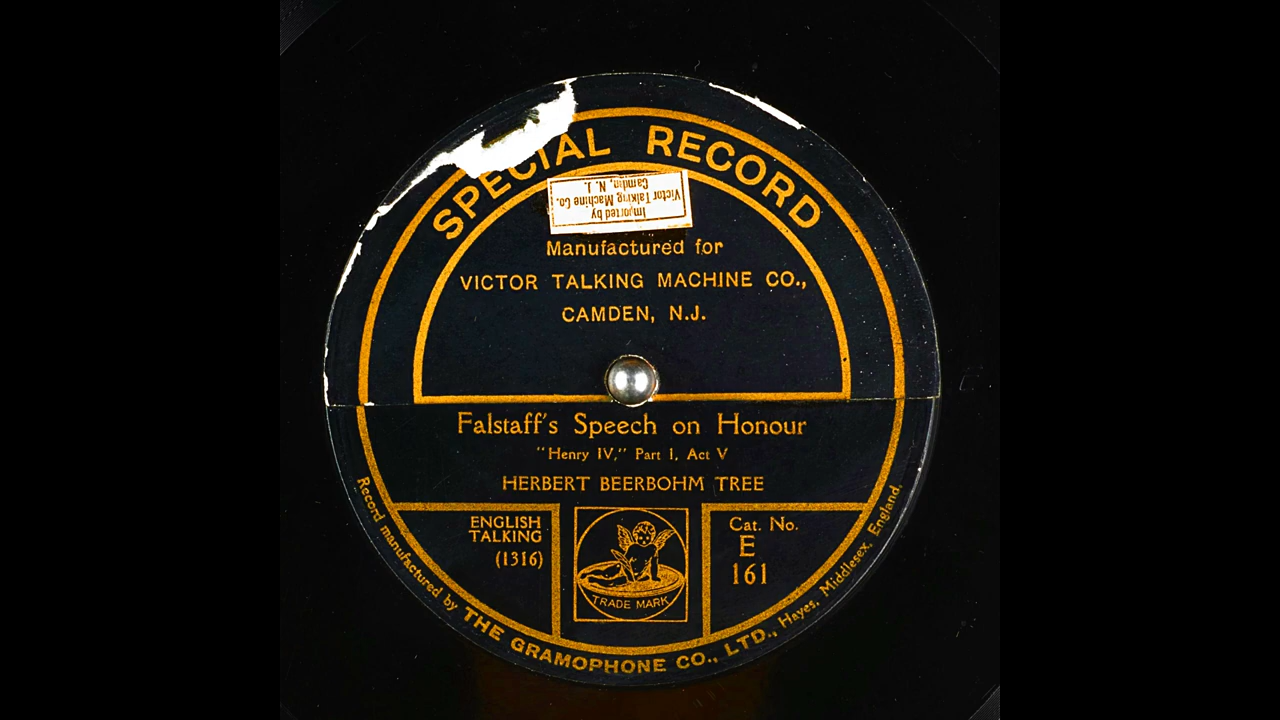 SPECIAL RECORD
Imported by
Victor Talking Machine Co.
Camden, N. J.
Manufactured for
VICTOR TALKING MACHINE CO.,
CAMDEN, N.J.
Falstaff's Speech on Honour
"Henry IV," Part I, Act V
HERBERT BEERBOHM TREE
ENGLISH
TALKING
(1316)
TRADE MARK
Cat. No.
E
161
Record manufactured by THE GRAMOPHONE CO., LTD., Hayes, Middlesex, England.